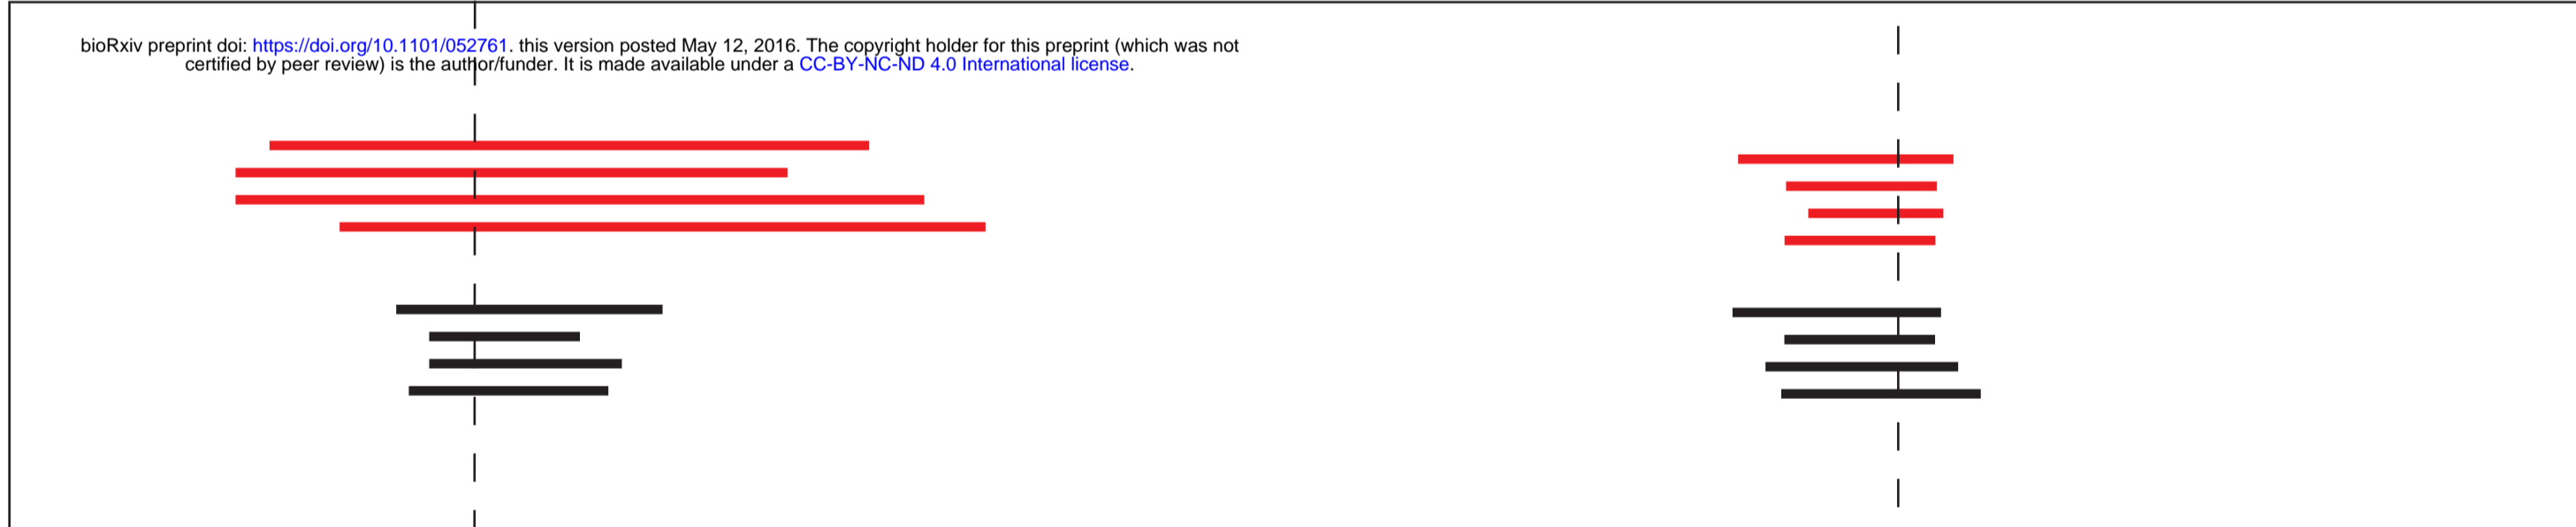 bioRxiv preprint doi: https://doi.org/10.1101/052761. this version posted May 12, 2016. The copyright holder for this preprint (which was not
certified by peer review) is the author/funder. It is made available under a CC-BY-NC-ND 4.0 International license.